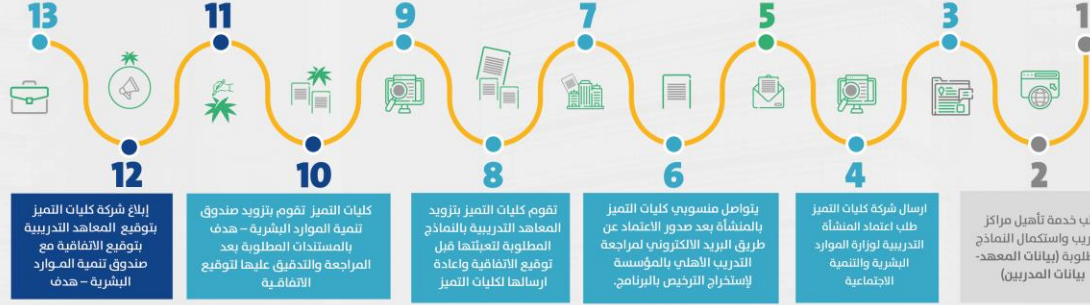 1
3
5
7
9
11
13
2
4
6
8
10
12
خدمة تأهيل مراكز
واستكمال النماذج
(بيانات المعهد-
بيانات المدربين)
ارسال شركة كليات التميز
طلب اعتماد المنشأة
التدريبية لوزارة الموارد
البشرية والتنمية
الاجتماعية
يتواصل منسوبي كليات التميز
بالمنشأة بعد صدور الاعتماد عن
طريق البريد الالكتروني لمراجعة
التدريب الأهلي بالمؤسسة
لإستخراج الترخيص بالبرنامج.
تقوم كليات التميز بتزويد
المعاهد التدريبية بالنماذج
المطلوبة لتعبئتها قبل
توقيع الاتفاقية واعادة
ارسالها لكليات التميز
كليات التميز تقوم بتزويد صندوق
تنمية الموارد البشرية – هدف
بالمستندات المطلوبة بعد
المراجعة والتدقيق عليها لتوقيع
الاتفاقية
إبلاغ شركة كليات التميز
بتوقيع المعاهد التدريبية
بتوقيع الاتفاقية مع
صندوق تنمية المـوارد
البشرية – هدف